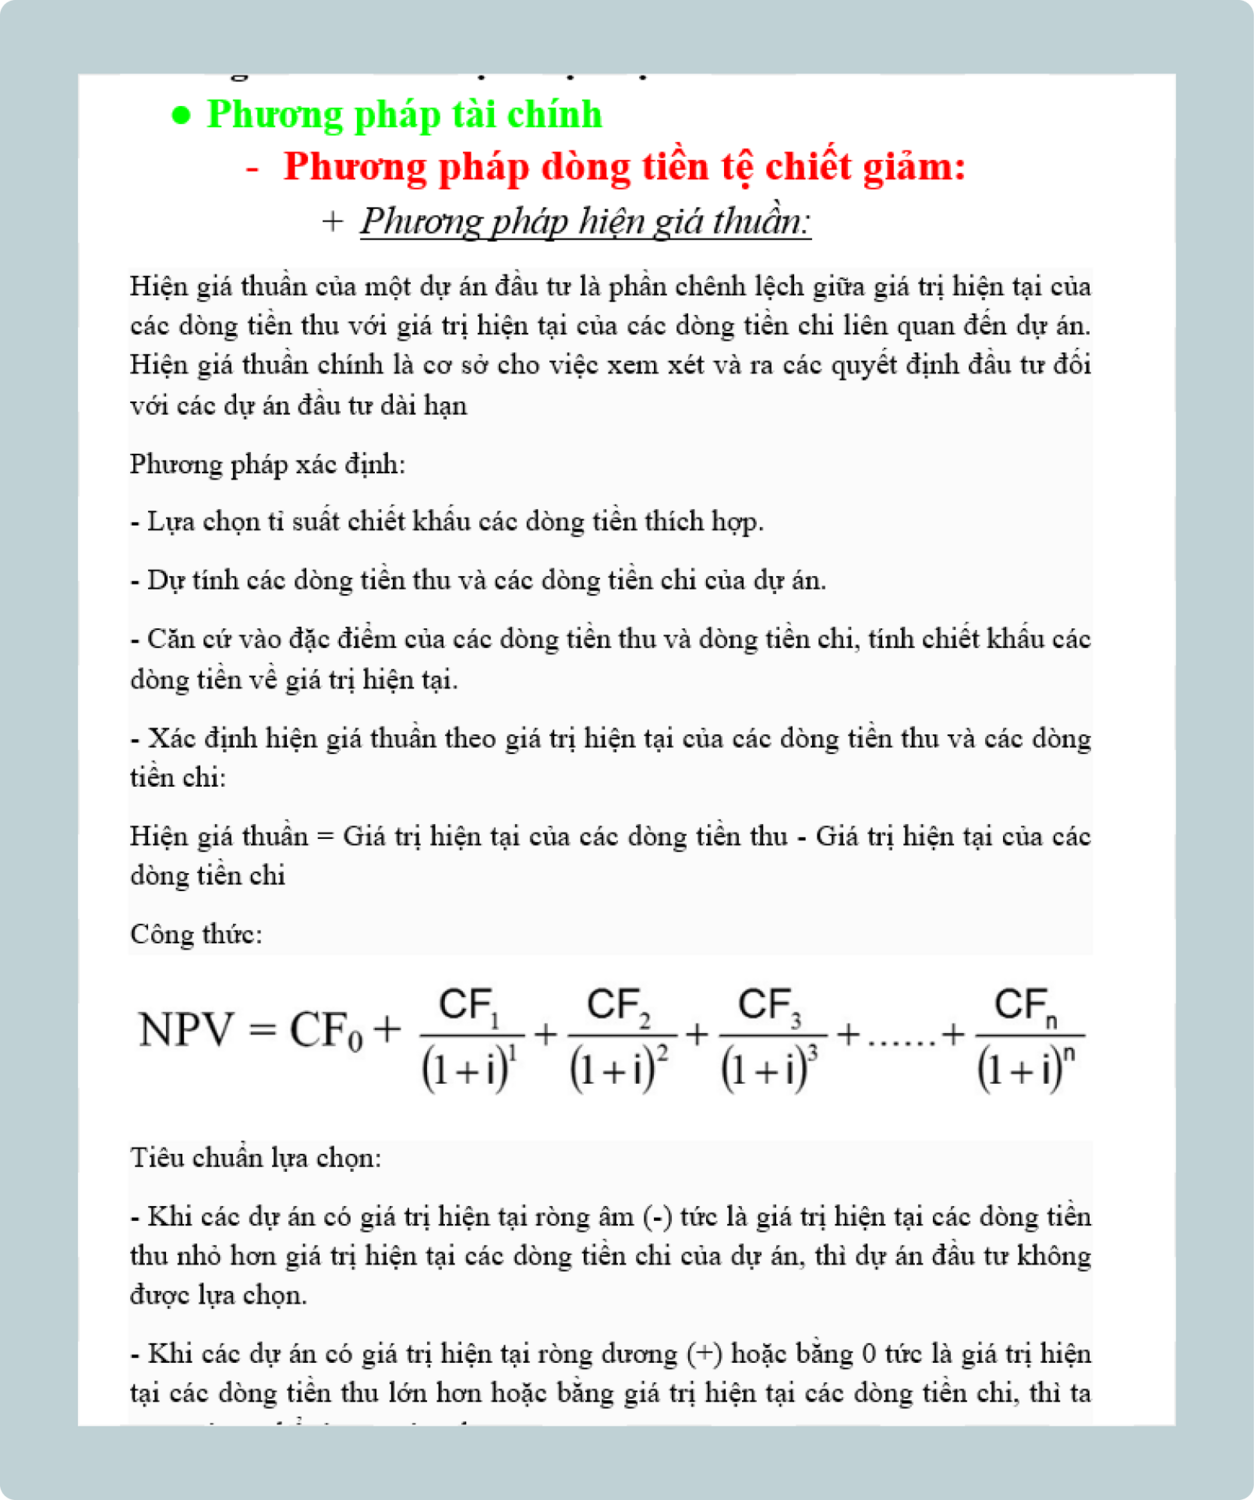 ● Phương pháp tài chính
- Phương pháp dòng tiền tệ chiết giảm:
+ Phương pháp hiện giá thuần:
Hiện giá thuần của một dự án đầu tư là phần chênh lệch giữa giá trị hiện tại của
các dòng tiền thu với giá trị hiện tại của các dòng tiền chi liên quan đến dự án.
Hiện giá thuần chính là cơ sở cho việc xem xét và ra các quyết định đầu tư đối
với các dự án đầu tư dài hạn
Phương pháp xác định:
- Lựa chọn tỉ suất chiết khấu các dòng tiền thích hợp.
- Dự tính các dòng tiền thu và các dòng tiền chi của dự án.
- Căn cứ vào đặc điểm của các dòng tiền thu và dòng tiền chi, tính chiết khấu các
dòng tiền về giá trị hiện tại.
- Xác định hiện giá thuần theo giá trị hiện tại của các dòng tiền thu và các dòng
tiền chi:
Hiện giá thuần = Giá trị hiện tại của các dòng tiền thu - Giá trị hiện tại của các
dòng tiền chi
Công thức:
NPV = CF₀ + CF₁/(1+i)¹ + CF₂/(1+i)² + CF₃/(1+i)³ + ...... + CFₙ/(1+i)ⁿ
Tiêu chuẩn lựa chọn:
- Khi các dự án có giá trị hiện tại ròng âm (-) tức là giá trị hiện tại các dòng tiền
thu nhỏ hơn giá trị hiện tại các dòng tiền chi của dự án, thì dự án đầu tư không
được lựa chọn.
- Khi các dự án có giá trị hiện tại ròng dương (+) hoặc bằng 0 tức là giá trị hiện
tại các dòng tiền thu lớn hơn hoặc bằng giá trị hiện tại các dòng tiền chi, thì ta